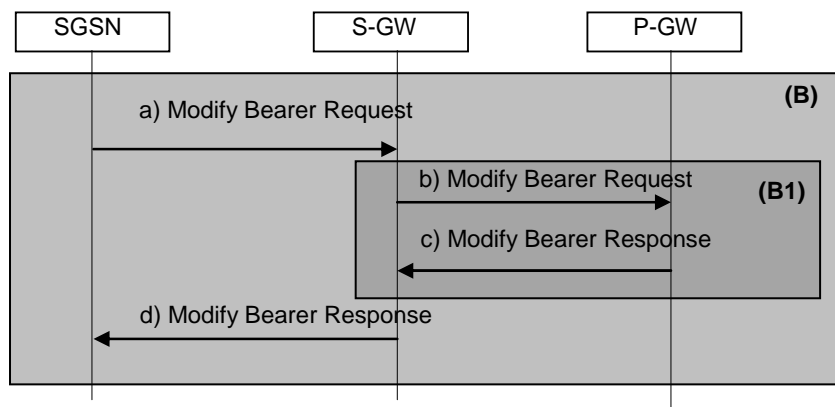 SGSN
S-GW
P-GW
(B)
a) Modify Bearer Request
b) Modify Bearer Request
(B1)
c) Modify Bearer Response
d) Modify Bearer Response